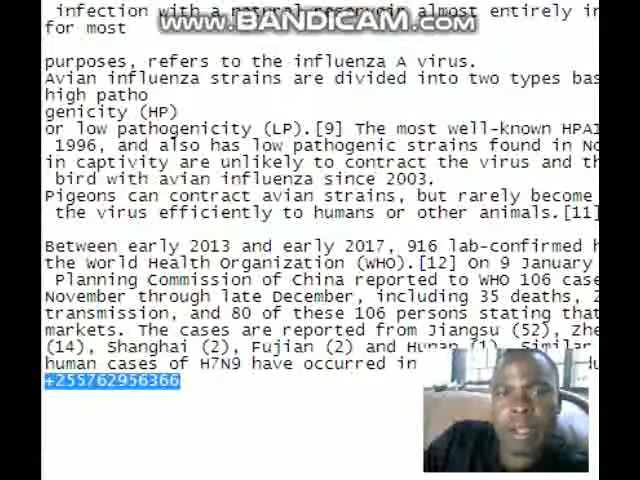 infection with a natural reservoir almost entirely in
www.BANDICAM.com
for most
purposes, refers to the influenza A virus.
Avian influenza strains are divided into two types bas
high patho
genicity (HP)
or low pathogenicity (LP).[9] The most well-known HPAI
1996, and also has low pathogenic strains found in No
in captivity are unlikely to contract the virus and th
bird with avian influenza since 2003.
Pigeons can contract avian strains, but rarely become
the virus efficiently to humans or other animals.[11]
Between early 2013 and early 2017, 916 lab-confirmed h
the World Health Organization (WHO).[12] On 9 January
Planning Commission of China reported to WHO 106 case
November through late December, including 35 deaths, 2
transmission, and 80 of these 106 persons stating that
markets. The cases are reported from Jiangsu (52), Zhe
(14), Shanghai (2), Fujian (2) and Hunan (1). Similar
human cases of H7N9 have occurred in
+255762956366